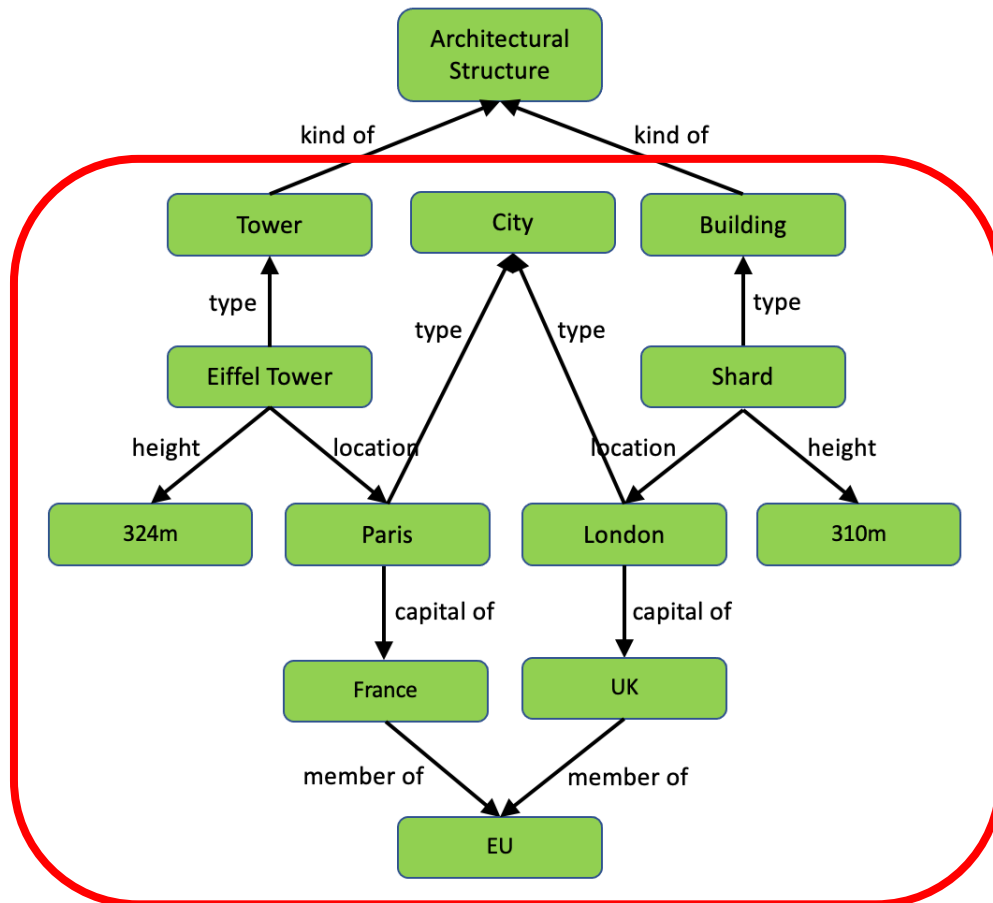 Architectural
Structure
kind of
kind of
Tower
City
Building
type
type
type
type
Eiffel Tower
Shard
height
location
location
height
324m
Paris
London
310m
capital of
capital of
France
UK
member of
member of
EU